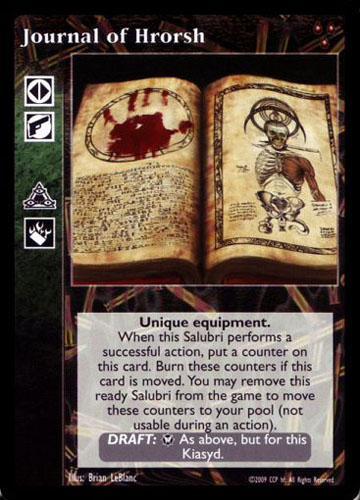 Journal of Hrorsh
Unique equipment.
When this Salubri performs a
successful action, put a counter on
this card. Burn these counters if this
card is moved. You may remove this
ready Salubri from the game to move
these counters to your pool (not
usable during an action).
DRAFT: As above, but for this
Kiasyd.
Illus: Brian LeBlanc
©2009 CCP hf. All Rights Reserved